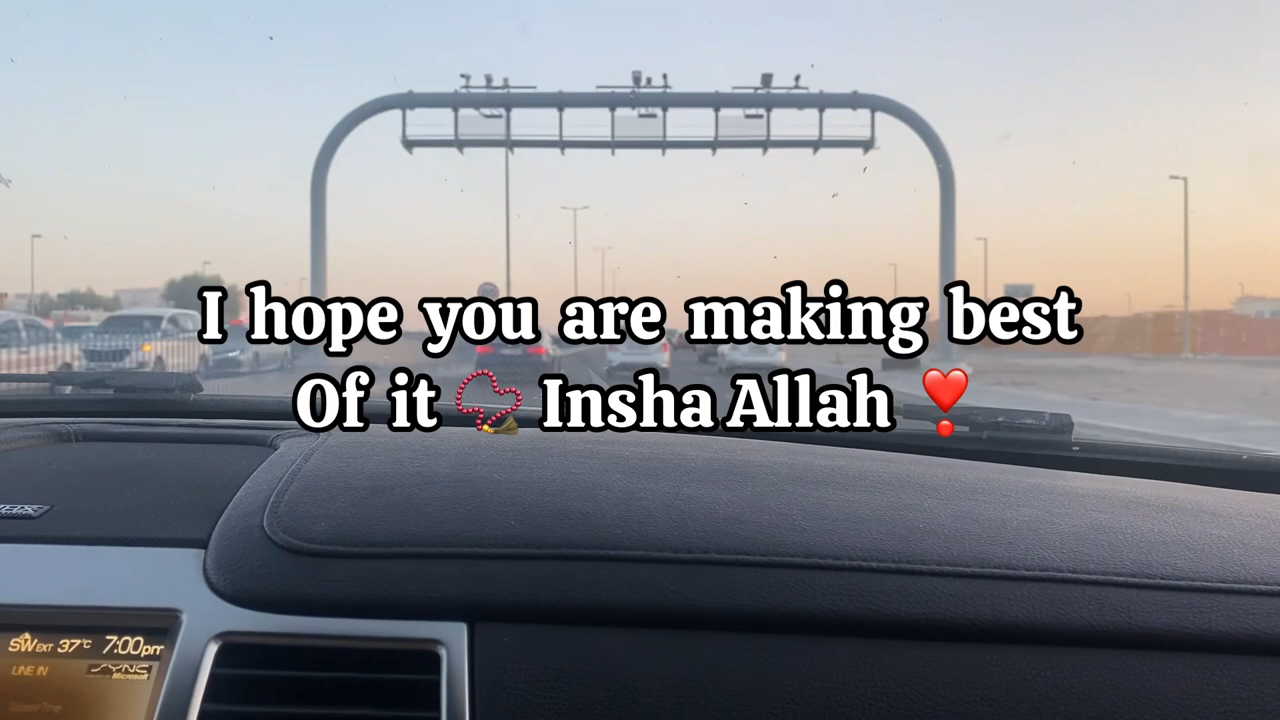 I hope you are making best
Of it 📿 Insha Allah ❣️
SW EXT 37°C 7:00pm
LINE IN
SYNC
Microsoft